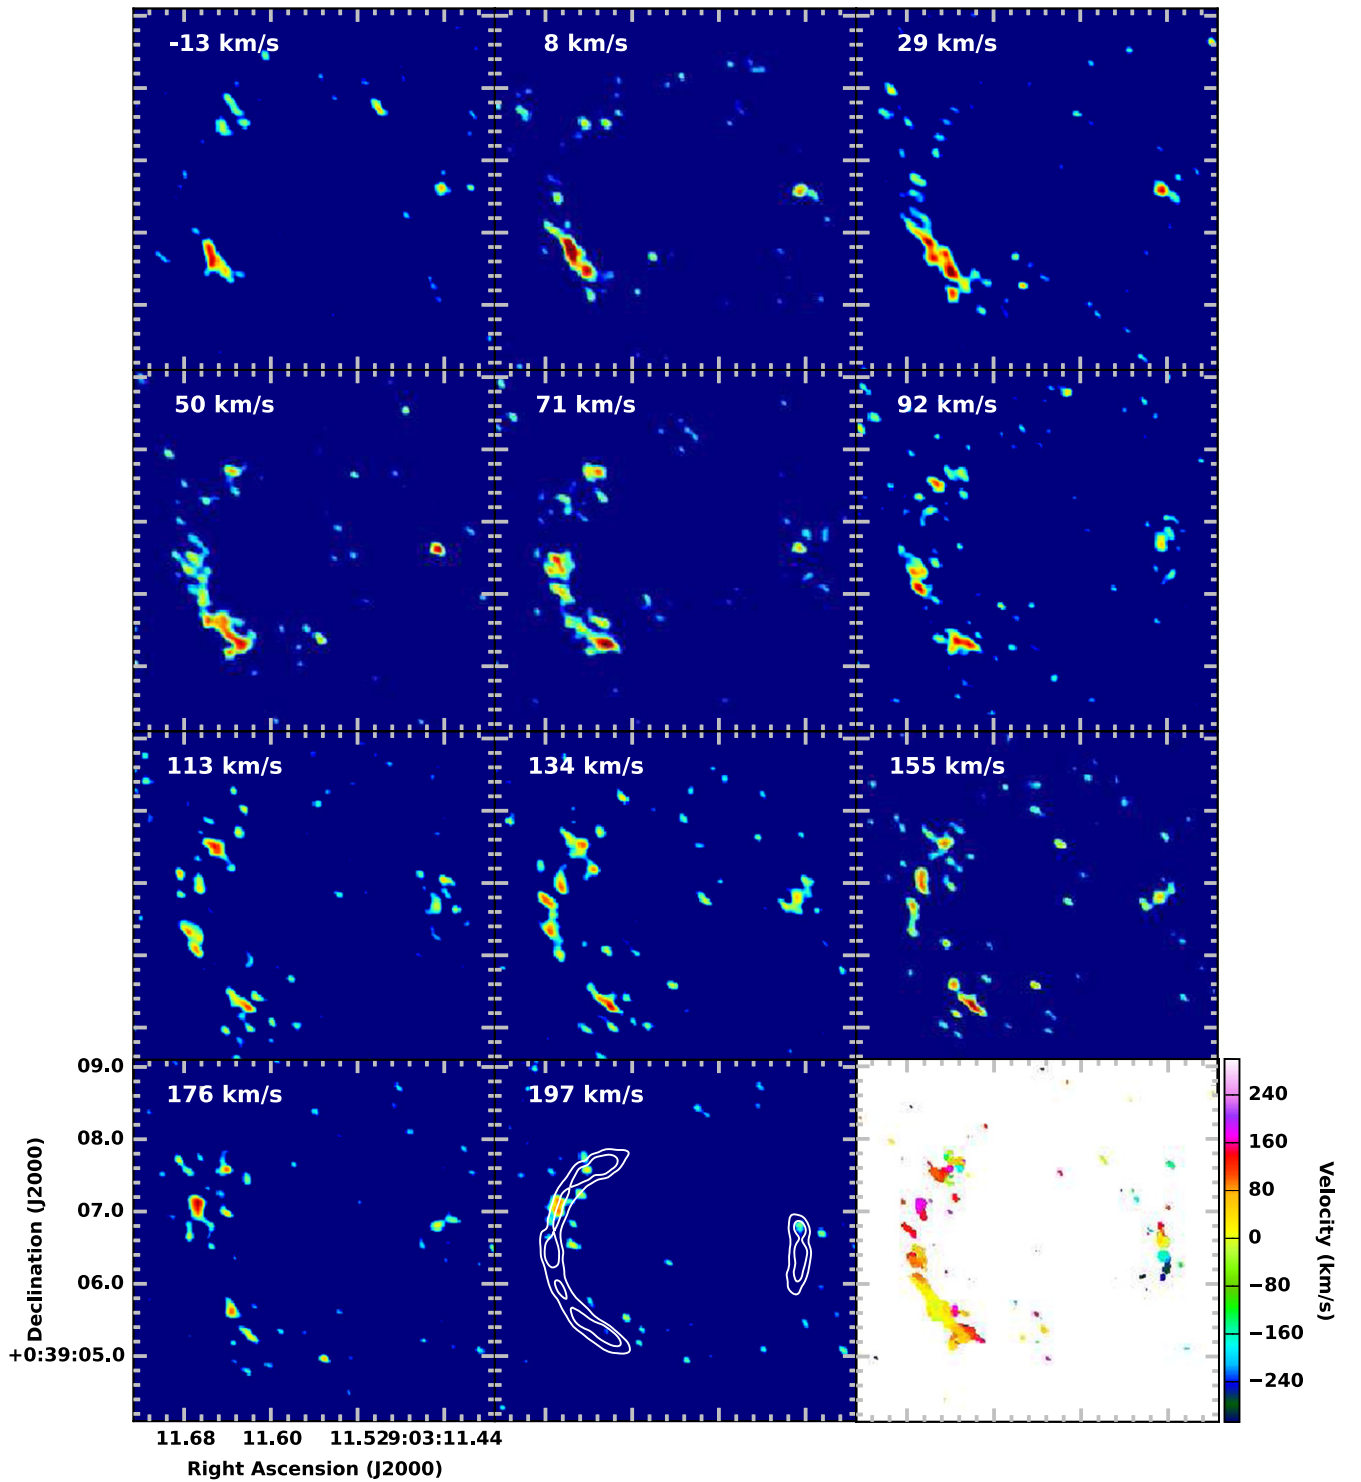 -13 km/s
8 km/s
29 km/s
50 km/s
71 km/s
92 km/s
113 km/s
134 km/s
155 km/s
176 km/s
197 km/s
09.0
08.0
07.0
06.0
+0:39:05.0
Declination (J2000)
11.68
11.60
11.529:03:11.44
Right Ascension (J2000)
240
160
80
0
−80
−160
−240
Velocity (km/s)